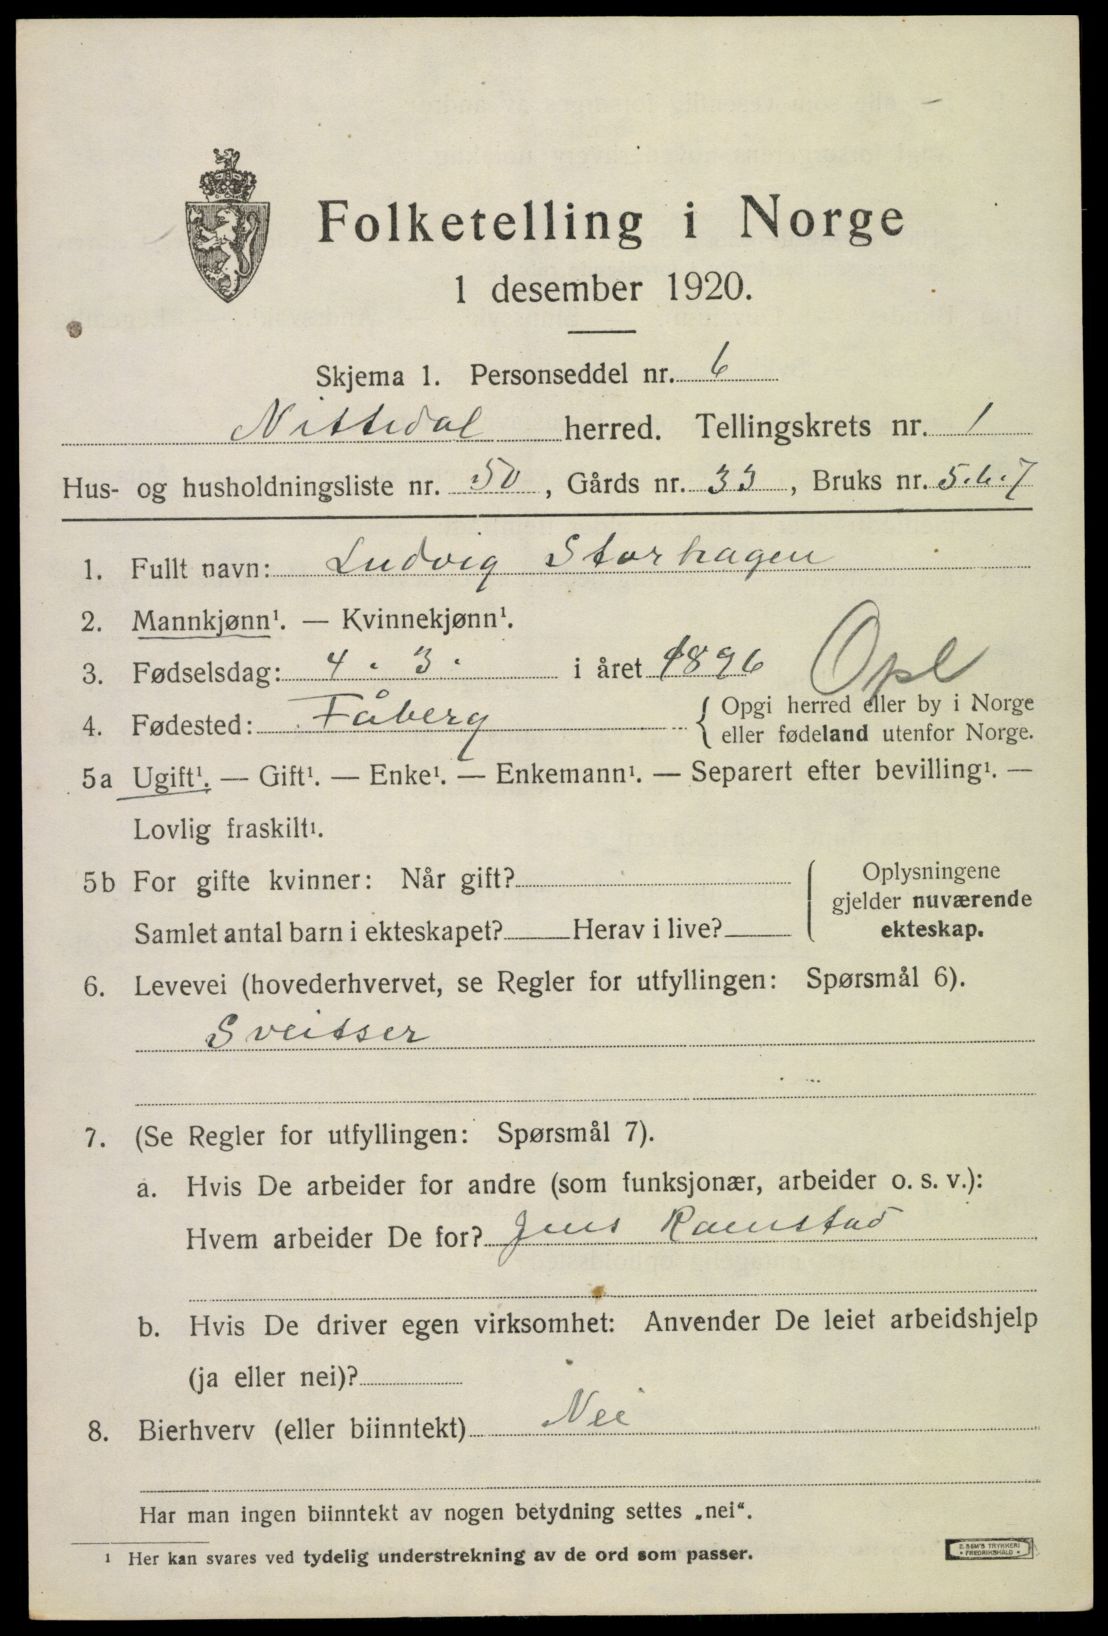 Folketelling i Norge
1 desember 1920.
Skjema 1. Personseddel nr. 6
Nittedal herred. Tellingskrets nr. 1
Hus- og husholdningsliste nr. 50, Gårds nr. 33, Bruks nr. 5.6.7
1. Fullt navn: Ludvig Storhagen
2. Mannkjønn¹. — Kvinnekjønn¹.
3. Fødselsdag: 4. 3. i året 1896 Opl
4. Fødested: Fåberg { Opgi herred eller by i Norge
eller fødeland utenfor Norge.
5a Ugift¹. — Gift¹. — Enke¹. — Enkemann¹. — Separert efter bevilling¹. —
Lovlig fraskilt¹.
5b For gifte kvinner: Når gift?
Samlet antal barn i ekteskapet? Herav i live?
{ Oplysningene
gjelder nuværende
ekteskap.
6. Levevei (hovederhvervet, se Regler for utfyllingen: Spørsmål 6).
Sveitser
7. (Se Regler for utfyllingen: Spørsmål 7).
a. Hvis De arbeider for andre (som funksjonær, arbeider o. s. v.):
Hvem arbeider De for? Jens Ramstad
b. Hvis De driver egen virksomhet: Anvender De leiet arbeidshjelp
(ja eller nei)?
8. Bierhverv (eller biinntekt) Nei
Har man ingen biinntekt av nogen betydning settes „nei“.
¹ Her kan svares ved tydelig understrekning av de ord som passer.
E. SEM'S TRYKKERI
• FREDRIKSHALD •